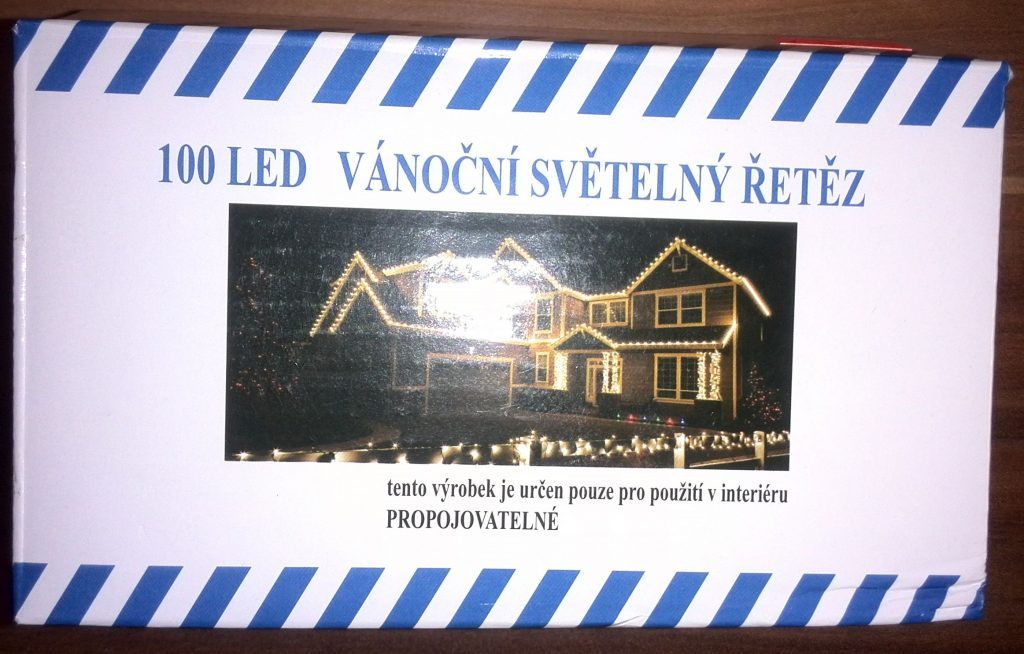 100 LED VÁNOČNÍ SVĚTELNÝ ŘETĚZ
tento výrobek je určen pouze pro použití v interiéru
PROPOJOVATELNÉ